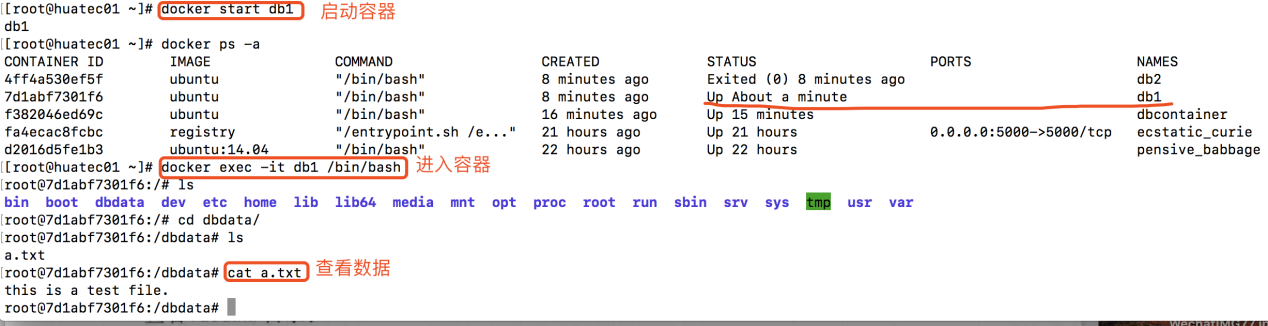 [[root@huatec01 ~]# docker start db1 启动容器
db1
[[root@huatec01 ~]# docker ps -a
CONTAINER ID IMAGE COMMAND CREATED STATUS PORTS NAMES
4ff4a530ef5f ubuntu "/bin/bash" 8 minutes ago Exited (0) 8 minutes ago db2
7d1abf7301f6 ubuntu "/bin/bash" 8 minutes ago Up About a minute db1
f382046ed69c ubuntu "/bin/bash" 16 minutes ago Up 15 minutes dbcontainer
fa4ecac8fcbc registry "/entrypoint.sh /e..." 21 hours ago Up 21 hours 0.0.0.0:5000->5000/tcp ecstatic_curie
d2016d5fe1b3 ubuntu:14.04 "/bin/bash" 22 hours ago Up 22 hours pensive_babbage
[[root@huatec01 ~]# docker exec -it db1 /bin/bash 进入容器
[root@7d1abf7301f6:/# ls
bin boot dbdata dev etc home lib lib64 media mnt opt proc root run sbin srv sys tmp usr var
[root@7d1abf7301f6:/# cd dbdata/
[root@7d1abf7301f6:/dbdata# ls
a.txt
[root@7d1abf7301f6:/dbdata# cat a.txt 查看数据
this is a test file.
root@7d1abf7301f6:/dbdata#